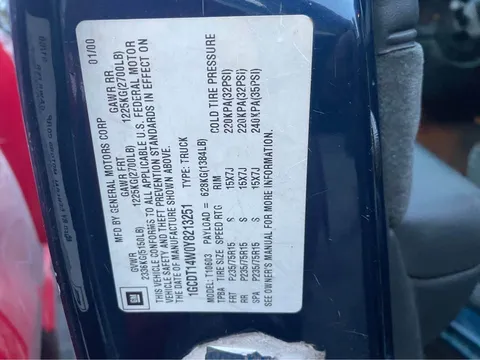 MFD BY GENERAL MOTORS CORP 01/00
GVWR GAWR FRT GAWR RR
2336KG(5150LB) 1225KG(2700LB) 1225KG(2700LB)
THIS VEHICLE CONFORMS TO ALL APPLICABLE U.S. FEDERAL MOTOR
VEHICLE SAFETY AND THEFT PREVENTION STANDARDS IN EFFECT ON
THE DATE OF MANUFACTURE SHOWN ABOVE.
1GCDT14W0Y8213251 TYPE: TRUCK
MODEL: T10603 PAYLOAD = 628KG(1384LB)
TPBA TIRE SIZE SPEED RTG RIM COLD TIRE PRESSURE
FRT P235/75R15 S 15X7J 220KPA(32PSI)
RR P235/75R15 S 15X7J 220KPA(32PSI)
SPA P235/75R15 S 15X7J 240KPA(35PSI)
SEE OWNER'S MANUAL FOR MORE INFORMATION.
GM